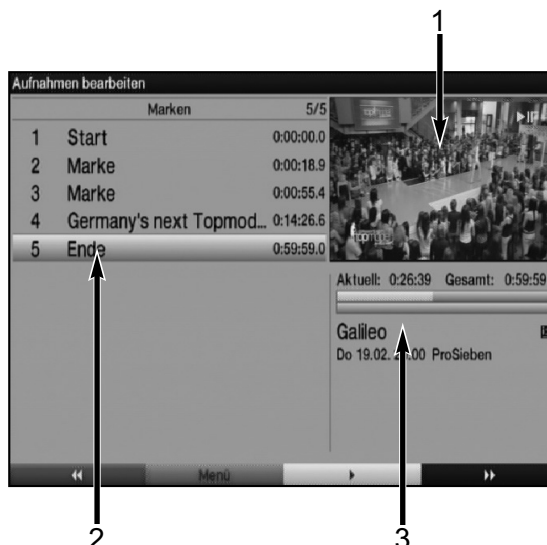 1
Aufnahmen bearbeiten
Marken 5/5
1 Start 0:00:00.0
2 Marke 0:00:18.9
3 Marke 0:00:55.4
4 Germany's next Topmod... 0:14:26.6
5 Ende 0:59:59.0
Aktuell: 0:26:39 Gesamt: 0:59:59
Galileo
Do 19.02. ProSieben
Menü
2 3